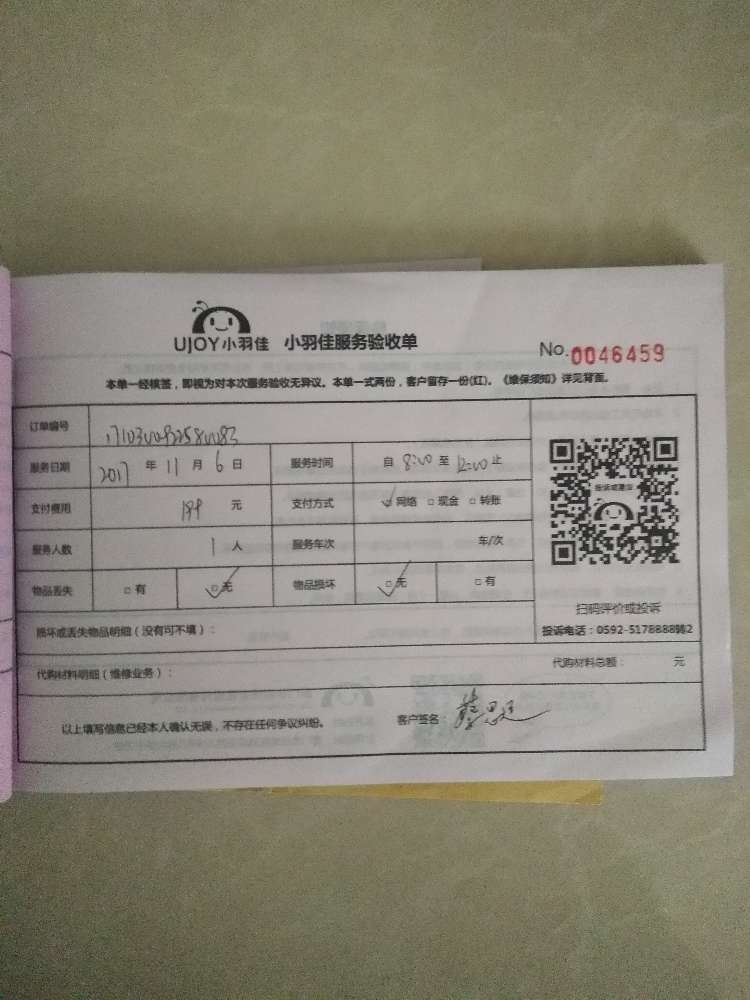 UJOY小羽佳 小羽佳服务验收单 No.0046459
本单一经核签，即视为对本次服务验收无异议。本单一式两份，客户留存一份(红)。《维保须知》详见背面。
订单编号
服务日期 2017 年 11 月 6 日 服务时间 自 8:00 至 12:00 止
支付费用 元 支付方式 ✓网络 □现金 □转账
服务人数 1 人 服务车次 车/次
物品丢失 □有 ✓□无 物品损坏 ✓□无 □有
扫码评价或投诉
投诉电话：0592-5178888转2
损坏或丢失物品明细（没有可不填）：
代购材料明细（维修业务）： 代购材料总额： 元
以上填写信息已经本人确认无误，不存在任何争议纠纷。 客户签名：